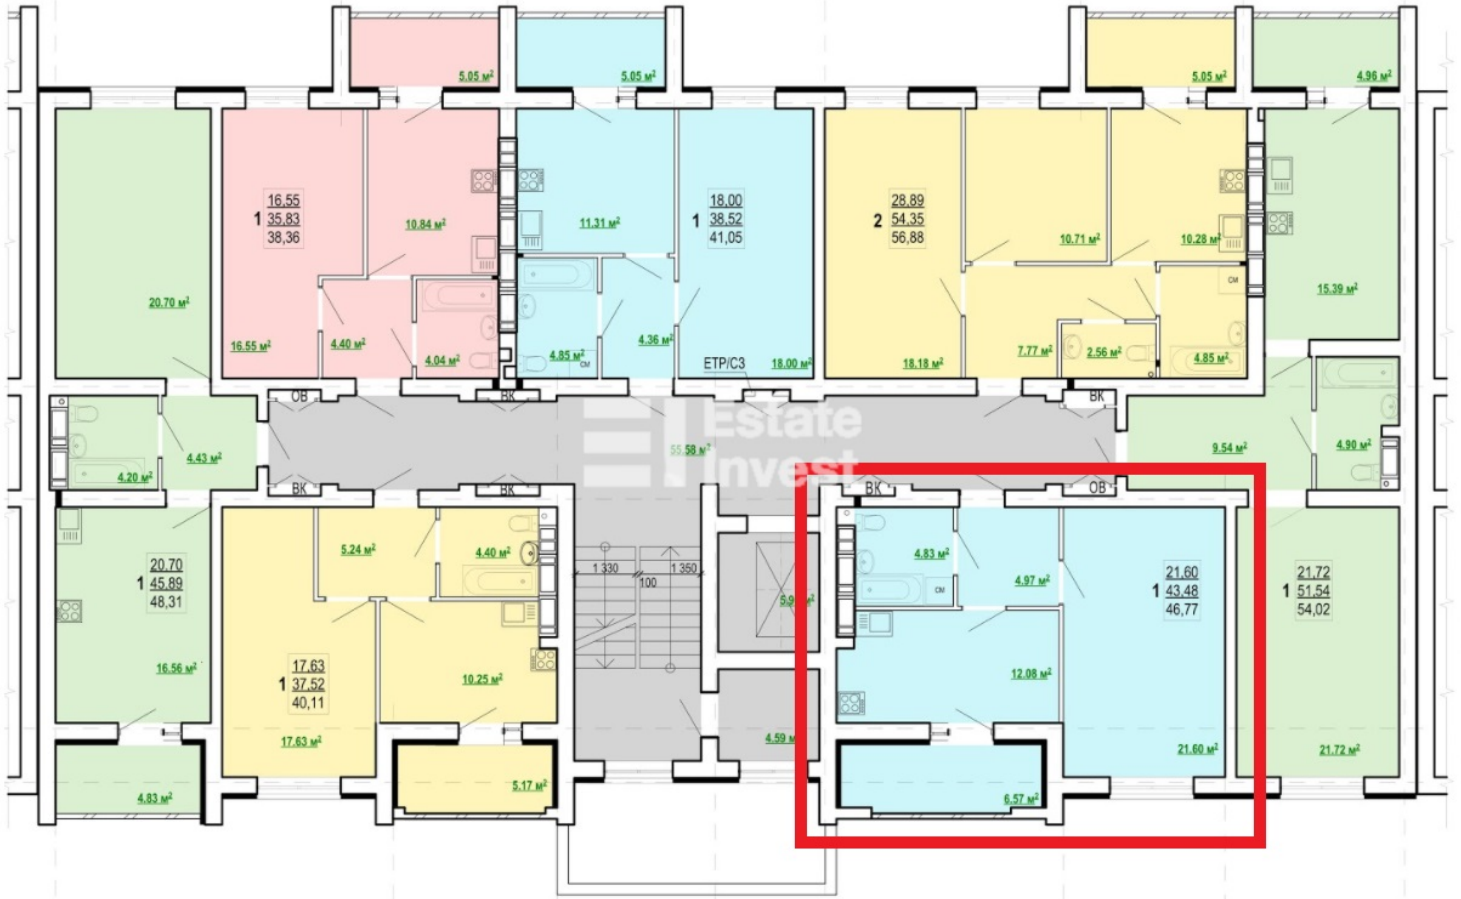 5.05 м²
5.05 м²
5.05 м²
4.96 м²
20.70 м²
16.55
1 35,83
38,36
16.55 м²
10.84 м²
4.40 м²
4.04 м²
11.31 м²
4.85 м²
СМ
4.36 м²
18,00
1 38,52
41,05
18.00 м²
ЕТР/СЗ
28,89
2 54,35
56,88
18.18 м²
10.71 м²
10.28 м²
7.77 м²
2.56 м²
СМ
4.85 м²
15.39 м²
ОВ
ВК
ВК
4.20 м²
4.43 м²
55.58 м²
Estate
Invest
9.54 м²
4.90 м²
ВК
ВК
ВК
ОВ
20.70
1 45,89
48,31
16.56 м²
4.83 м²
5.24 м²
4.40 м²
17.63
1 37,52
40,11
17.63 м²
10.25 м²
5.17 м²
1 330
100
1 350
4.59 м
4.83 м²
СМ
4.97 м²
12.08 м²
21.60
1 43,48
46,77
21.60 м²
6.57 м²
21,72
1 51,54
54,02
21.72 м²